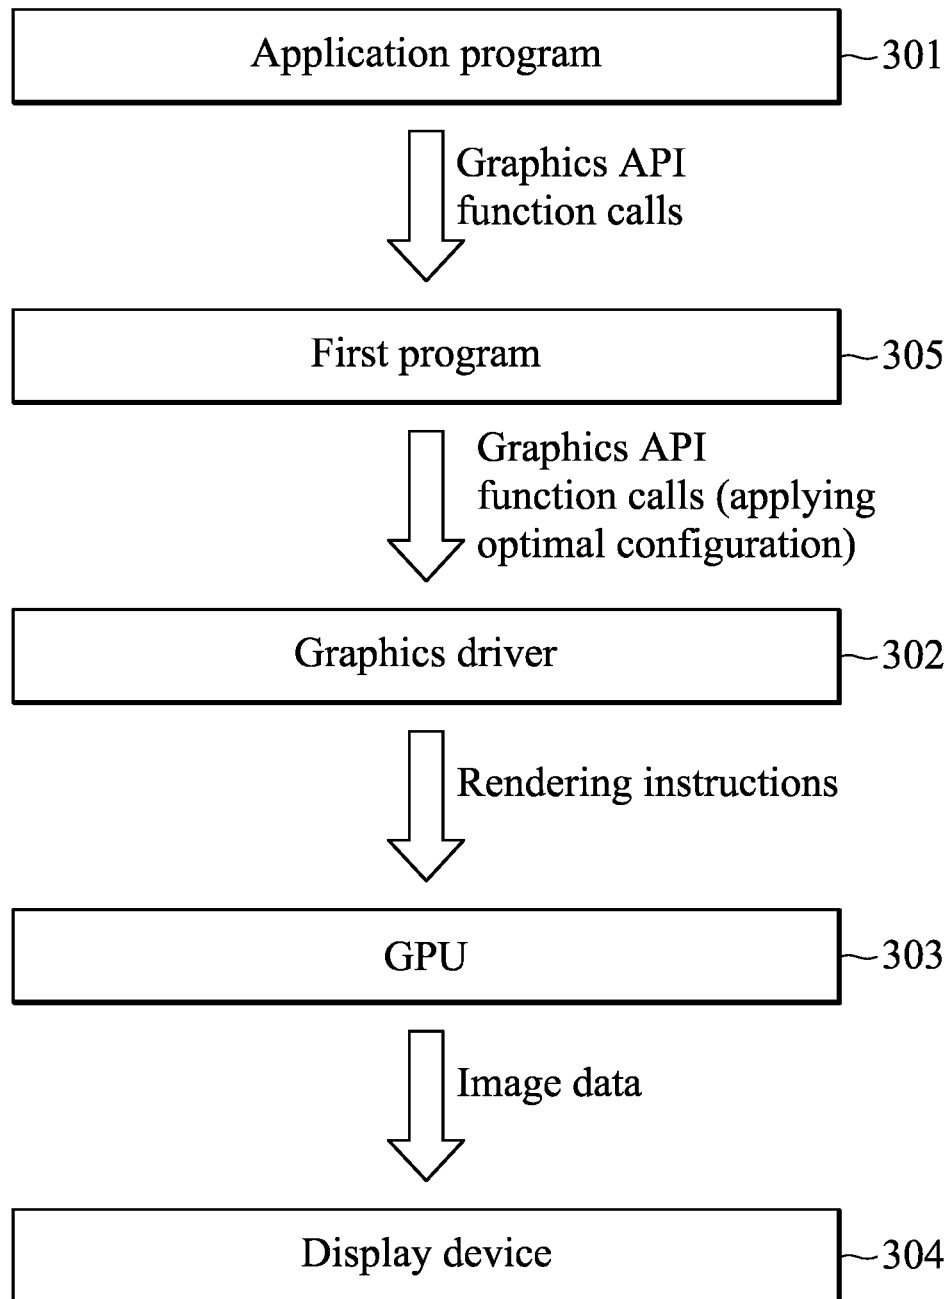 Application program
301
Graphics API
function calls
First program
305
Graphics API
function calls (applying
optimal configuration)
Graphics driver
302
Rendering instructions
GPU
303
Image data
Display device
304